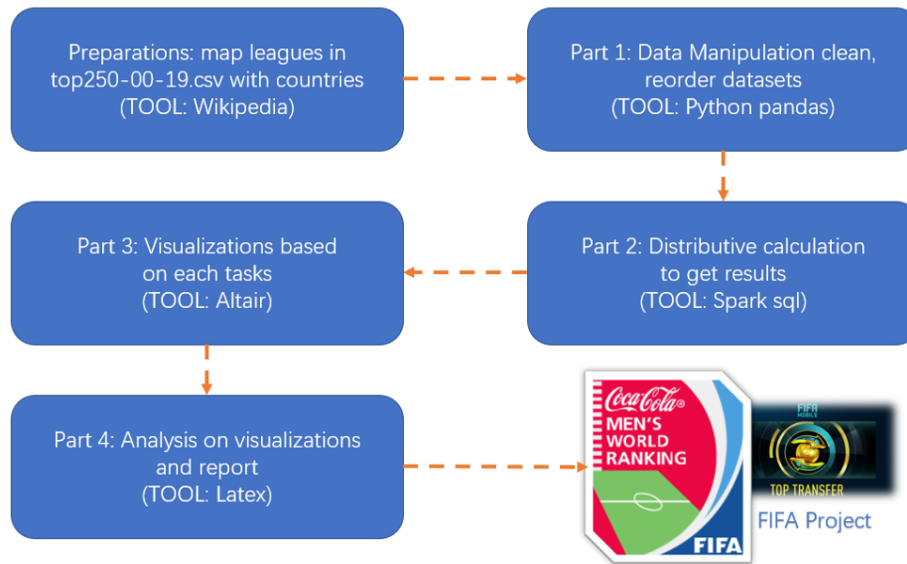 Preparations: map leagues in
top250-00-19.csv with countries
(TOOL: Wikipedia)
Part 1: Data Manipulation clean,
reorder datasets
(TOOL: Python pandas)
Part 3: Visualizations based
on each tasks
(TOOL: Altair)
Part 2: Distributive calculation
to get results
(TOOL: Spark sql)
Part 4: Analysis on visualizations
and report
(TOOL: Latex)
Coca-Cola®
MEN'S
WORLD
RANKING
FIFA
FIFA
MOBILE
TOP TRANSFER
FIFA Project